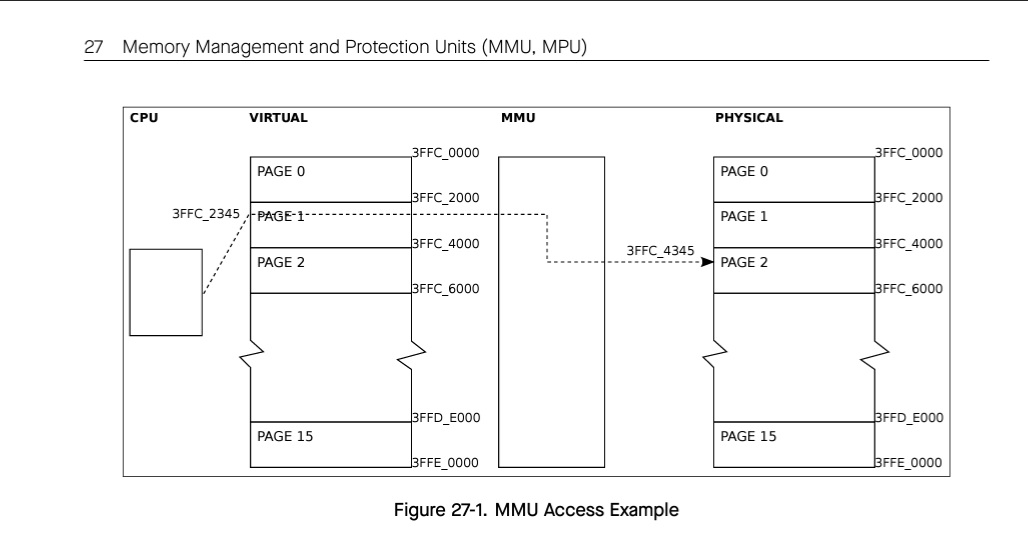 27 Memory Management and Protection Units (MMU, MPU)
CPU VIRTUAL MMU PHYSICAL
3FFC_0000 3FFC_0000
PAGE 0 PAGE 0
3FFC_2000 3FFC_2000
3FFC_2345 PAGE 1 PAGE 1
3FFC_4000 3FFC_4345 3FFC_4000
PAGE 2 PAGE 2
3FFC_6000 3FFC_6000
3FFD_E000 3FFD_E000
PAGE 15 PAGE 15
3FFE_0000 3FFE_0000
Figure 27-1. MMU Access Example